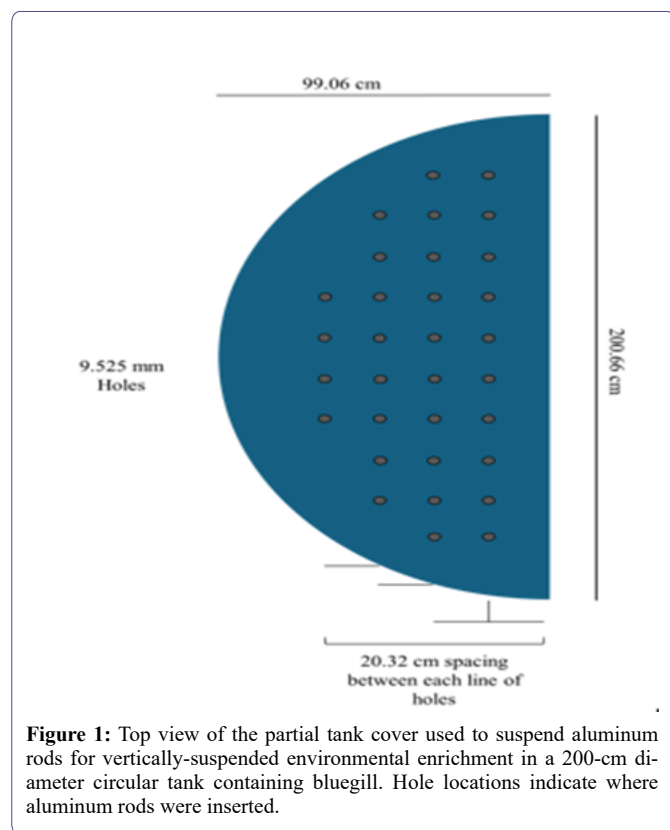 99.06 cm
9.525 mm
Holes
200.66 cm
20.32 cm spacing
between each line of
holes
Figure 1: Top view of the partial tank cover used to suspend aluminum
rods for vertically-suspended environmental enrichment in a 200-cm di-
ameter circular tank containing bluegill. Hole locations indicate where
aluminum rods were inserted.